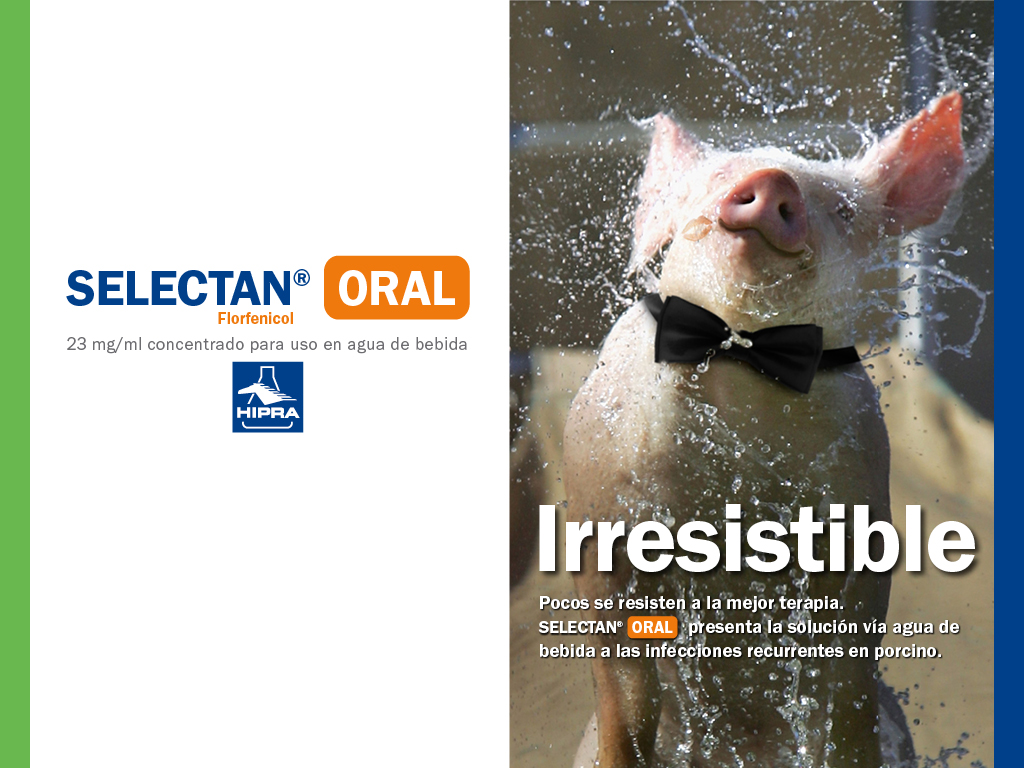 SELECTAN® ORAL
Florfenicol
23 mg/ml concentrado para uso en agua de bebida
HIPRA
Irresistible
Pocos se resisten a la mejor terapia.
SELECTAN® ORAL presenta la solución vía agua de
bebida a las infecciones recurrentes en porcino.